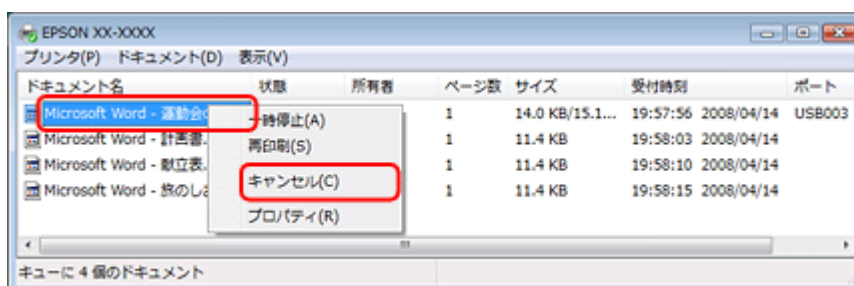 EPSON XX-XXXX
プリンタ(P) ドキュメント(D) 表示(V)
ドキュメント名 状態 所有者 ページ数 サイズ 受付時刻 ポート
Microsoft Word - 運動会 1 14.0 KB/15.1... 19:57:56 2008/04/14 USB003
一時停止(A)
Microsoft Word - 計画書. 1 11.4 KB 19:58:03 2008/04/14
再印刷(S)
Microsoft Word - 献立表. 1 11.4 KB 19:58:10 2008/04/14
キャンセル(C)
Microsoft Word - 旅のしお 1 11.4 KB 19:58:15 2008/04/14
プロパティ(R)
キューに 4 個のドキュメント